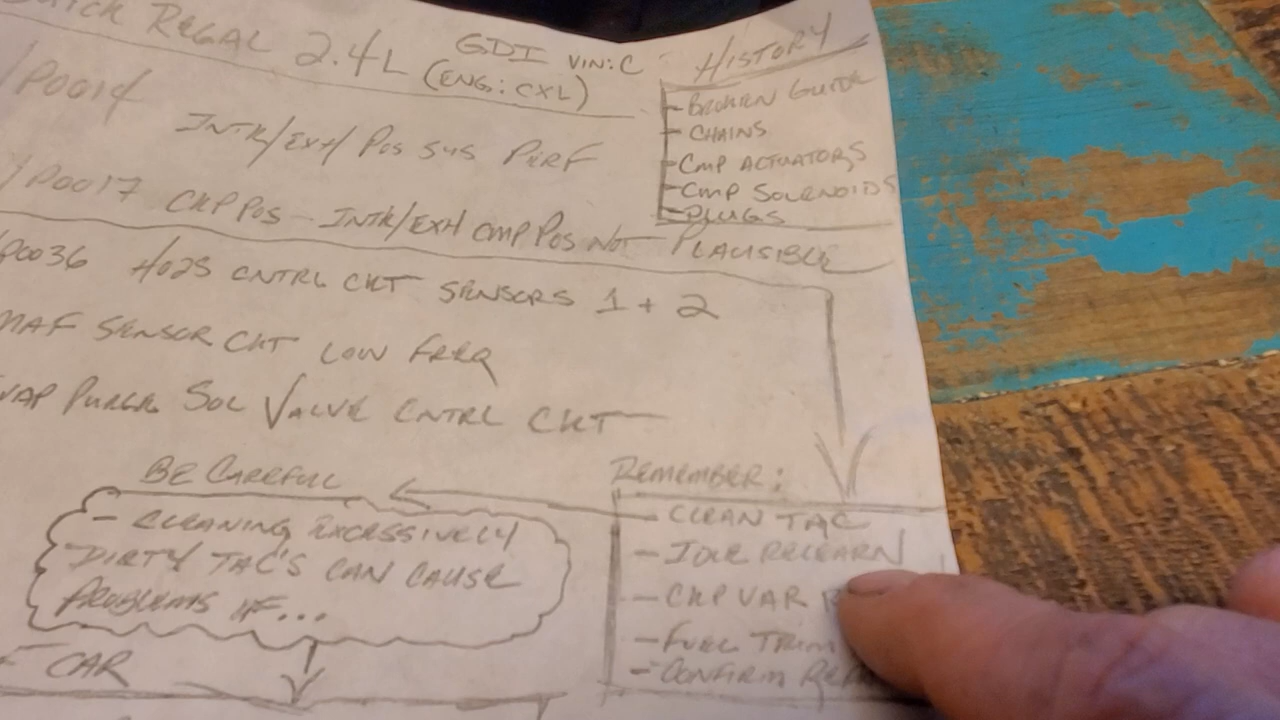 REGAL 2.4L GDI VIN:C
(ENG: CXL)
HISTORY
- BROKEN GUIDE
- CHAINS
- CMP ACTUATORS
- CMP SOLENOIDS
- PLUGS
/P0014
INTK/EXH POS SYS PERF
/P0017 CKP POS - INTK/EXH CMP POS NOT PLAUSIBLE
P0036 HO2S CNTRL CKT SENSORS 1 + 2
MAF SENSOR CKT LOW FREQ
VAP PURGE SOL VALVE CNTRL CKT
BE CAREFUL
- CLEANING EXCESSIVELY
DIRTY TAC'S CAN CAUSE
PROBLEMS IF...
CAR
REMEMBER:
- CLEAN TAC
- IDLE RELEARN
- CKP VAR
- FUEL TRIM
- CONFIRM